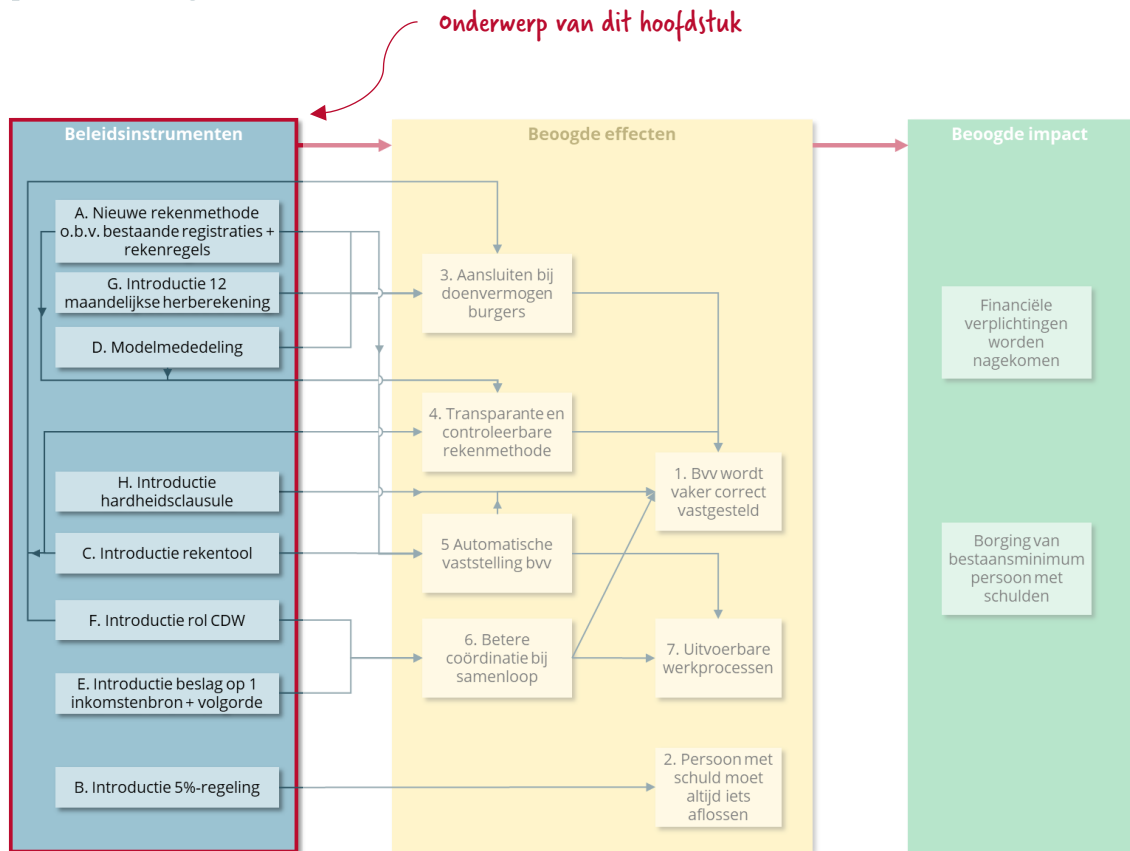 Onderwerp van dit hoofdstuk
Beleidsinstrumenten
A. Nieuwe rekenmethode
o.b.v. bestaande registraties +
rekenregels
G. Introductie 12
maandelijkse herberekening
D. Modelmededeling
H. Introductie
hardheidsclausule
C. Introductie rekentool
F. Introductie rol CDW
E. Introductie beslag op 1
inkomstenbron + volgorde
B. Introductie 5%-regeling
Beoogde effecten
3. Aansluiten bij
doenvermogen
burgers
4. Transparante en
controleerbare
rekenmethode
1. Bvv wordt
vaker correct
vastgesteld
5 Automatische
vaststelling bvv
6. Betere
coördinatie bij
samenloop
7. Uitvoerbare
werkprocessen
2. Persoon met
schuld moet
altijd iets
aflossen
Beoogde impact
Financiële
verplichtingen
worden
nagekomen
Borging van
bestaansminimum
persoon met
schulden